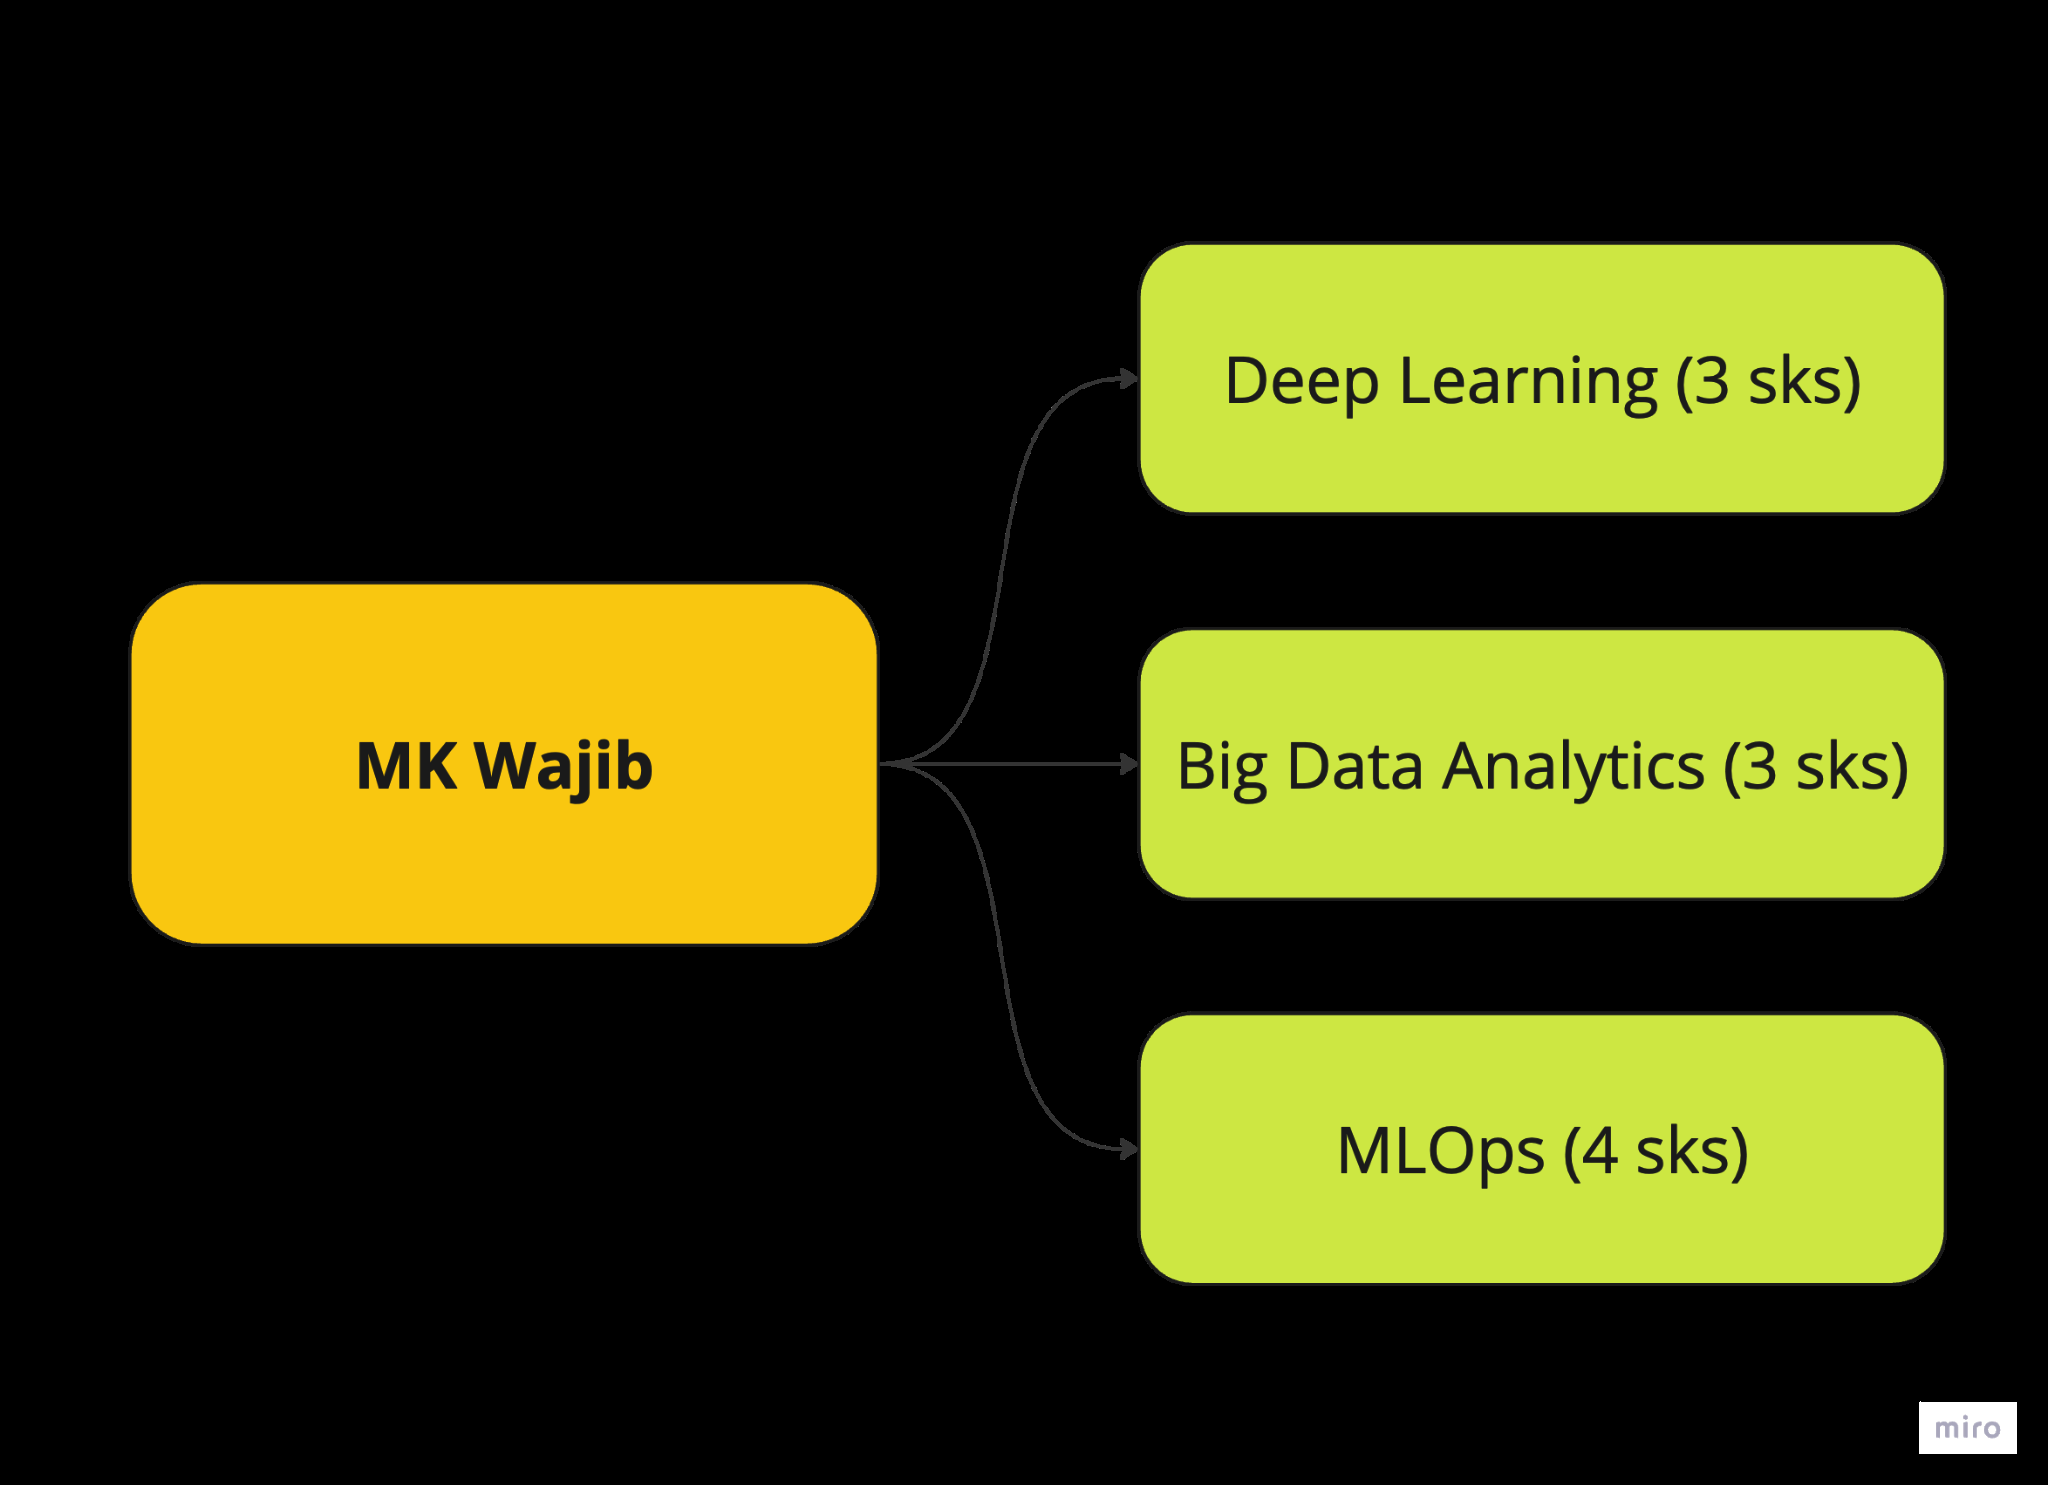 MK Wajib
Deep Learning (3 sks)
Big Data Analytics (3 sks)
MLOps (4 sks)
miro